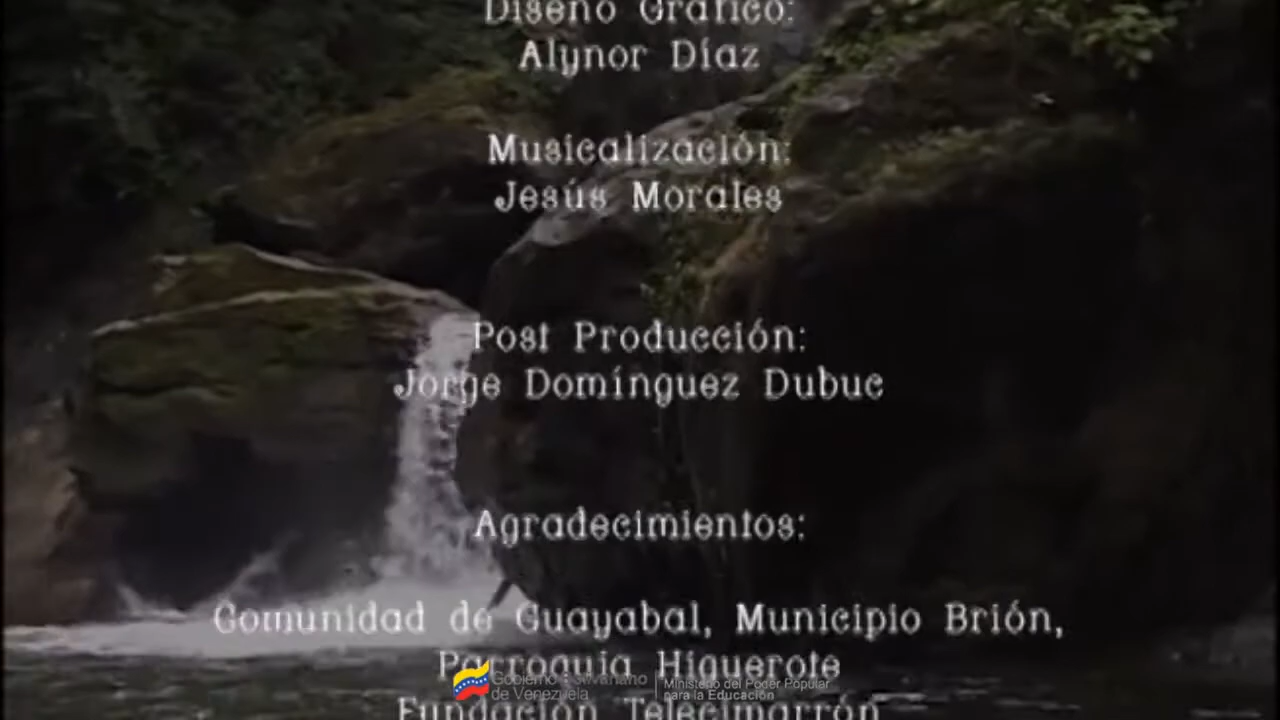 Diseño Gráfico:
Alynor Díaz
Musicalización:
Jesús Morales
Post Producción:
Jorge Domínguez Dubuc
Agradecimientos:
Comunidad de Guayabal, Municipio Brión,
Parroquia Higuerote
Gobierno Bolivariano
de Venezuela
Ministerio del Poder Popular
para la Educación
Fundación Telecimarrón